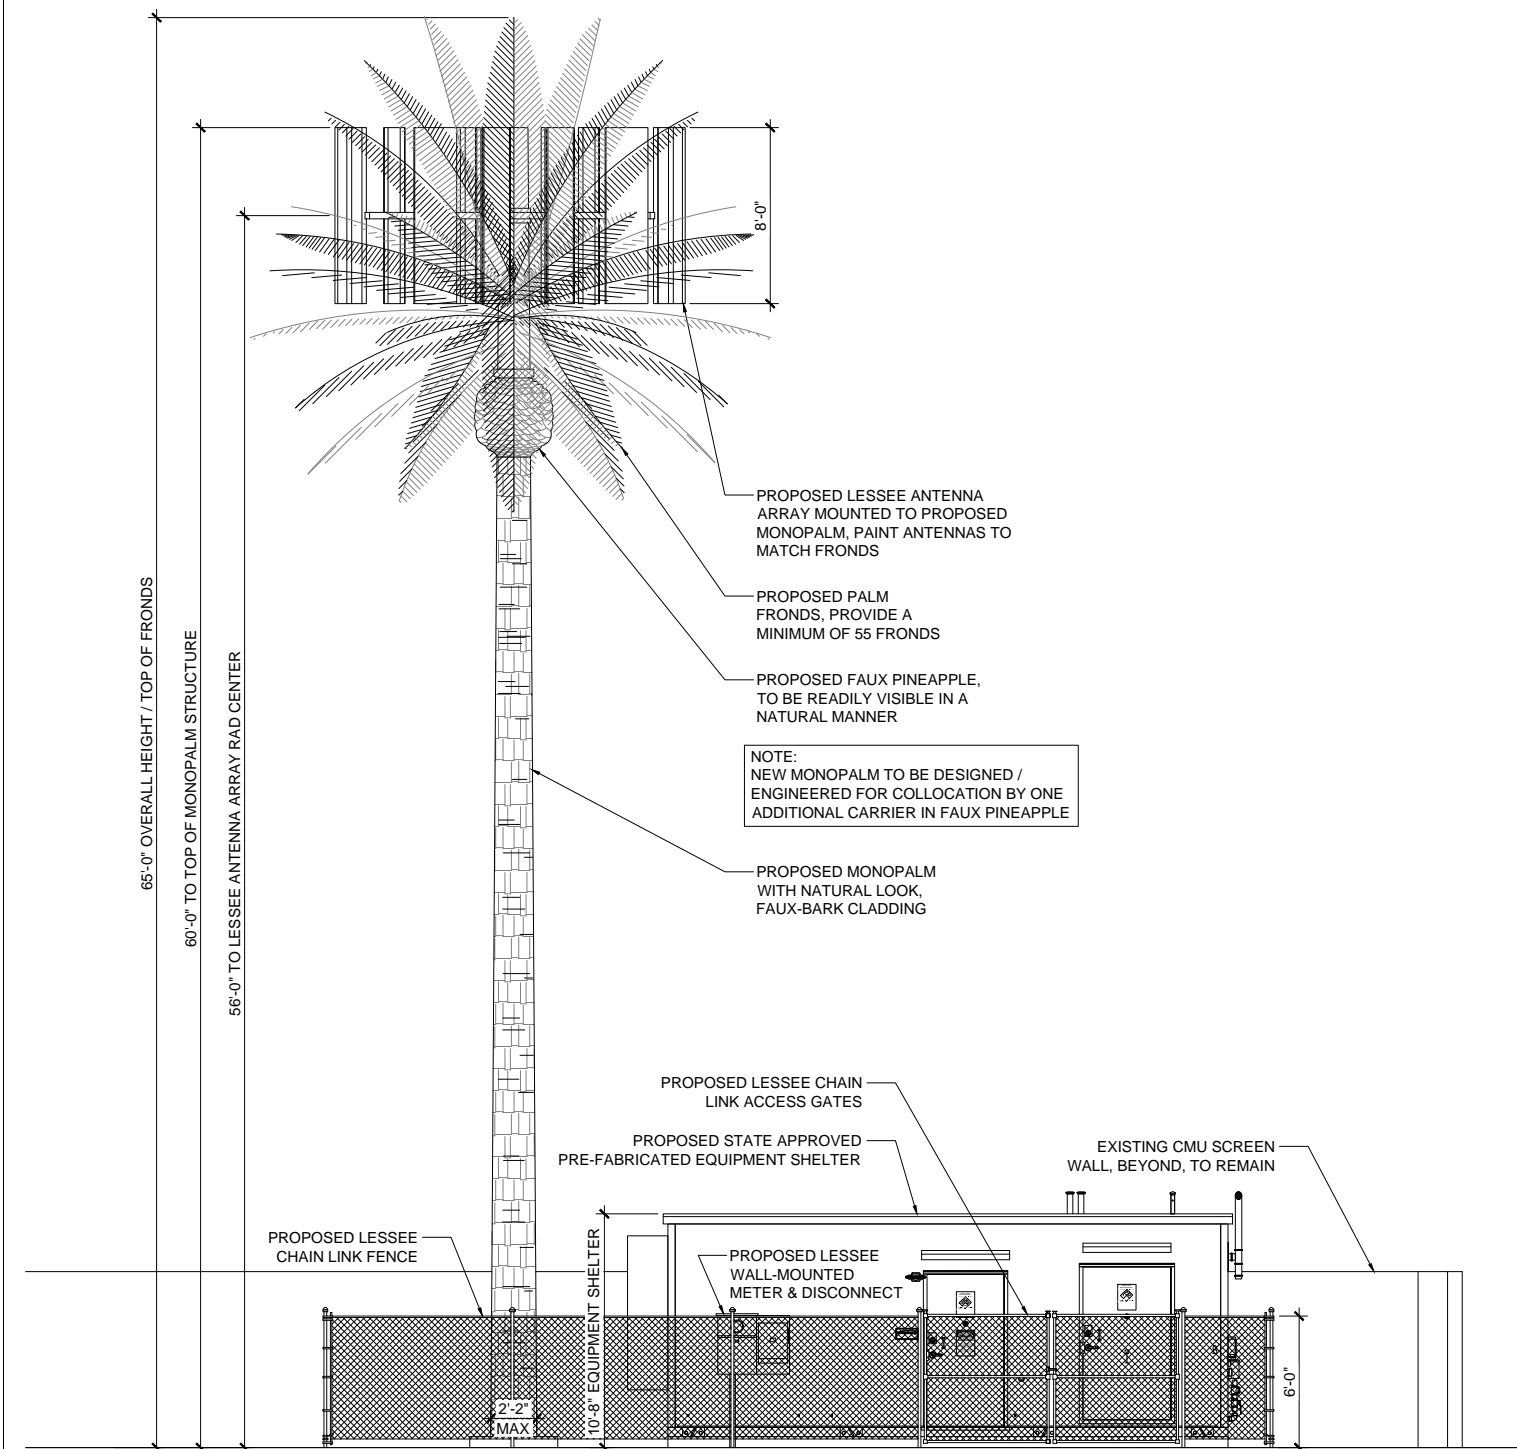 65'-0" OVERALL HEIGHT / TOP OF FRONDS
60'-0" TO TOP OF MONOPALM STRUCTURE
56'-0" TO LESSEE ANTENNA ARRAY RAD CENTER
8'-0"
PROPOSED LESSEE ANTENNA
ARRAY MOUNTED TO PROPOSED
MONOPALM, PAINT ANTENNAS TO
MATCH FRONDS
PROPOSED PALM
FRONDS, PROVIDE A
MINIMUM OF 55 FRONDS
PROPOSED FAUX PINEAPPLE,
TO BE READILY VISIBLE IN A
NATURAL MANNER
NOTE:
NEW MONOPALM TO BE DESIGNED /
ENGINEERED FOR COLLOCATION BY ONE
ADDITIONAL CARRIER IN FAUX PINEAPPLE
PROPOSED MONOPALM
WITH NATURAL LOOK,
FAUX-BARK CLADDING
PROPOSED LESSEE CHAIN
LINK ACCESS GATES
PROPOSED STATE APPROVED
PRE-FABRICATED EQUIPMENT SHELTER
EXISTING CMU SCREEN
WALL, BEYOND, TO REMAIN
PROPOSED LESSEE
CHAIN LINK FENCE
PROPOSED LESSEE
WALL-MOUNTED
METER & DISCONNECT
10'-8" EQUIPMENT SHELTER
6'-0"
2'-2"
MAX